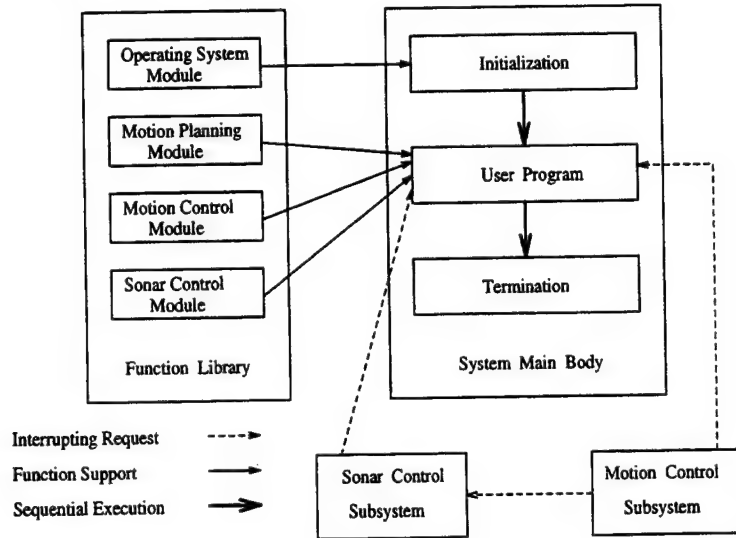 Operating System
Module
Motion Planning
Module
Motion Control
Module
Sonar Control
Module
Function Library
Initialization
User Program
Termination
System Main Body
Interrupting Request
Function Support
Sequential Execution
Sonar Control
Subsystem
Motion Control
Subsystem